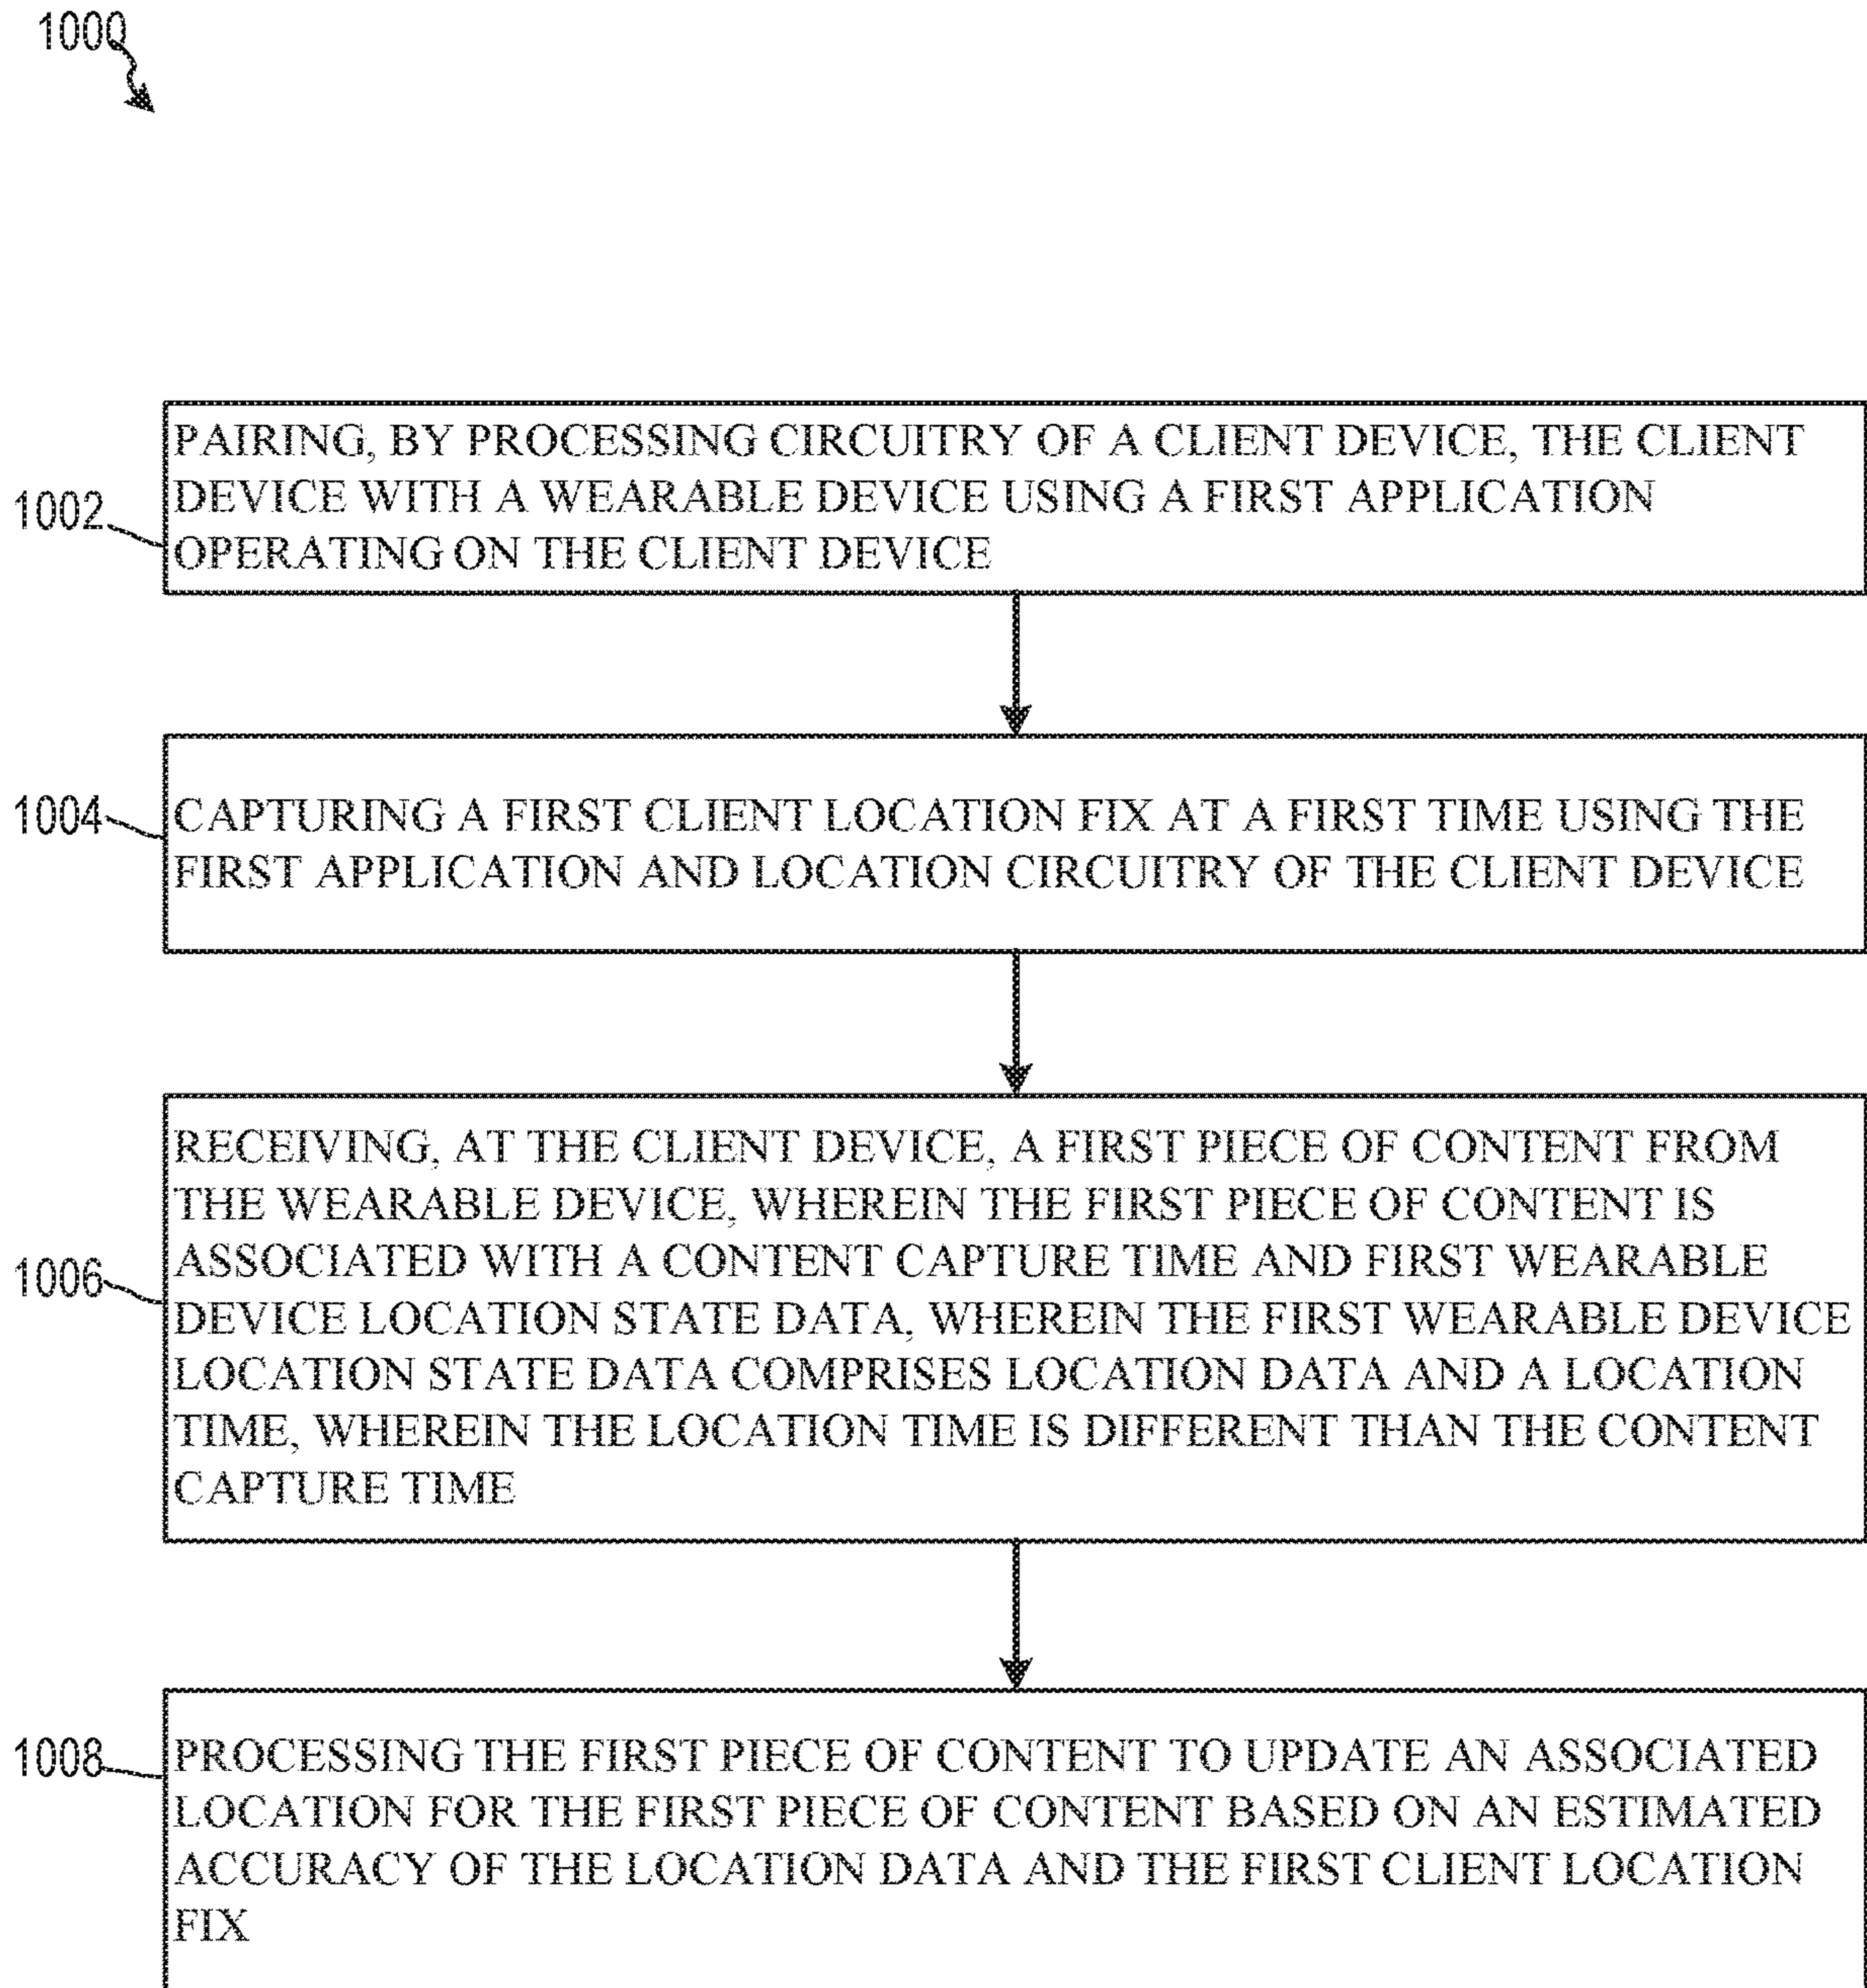 1000
PAIRING, BY PROCESSING CIRCUITRY OF A CLIENT DEVICE, THE CLIENT
DEVICE WITH A WEARABLE DEVICE USING A FIRST APPLICATION
OPERATING ON THE CLIENT DEVICE
1002
CAPTURING A FIRST CLIENT LOCATION FIX AT A FIRST TIME USING THE
FIRST APPLICATION AND LOCATION CIRCUITRY OF THE CLIENT DEVICE
1004
RECEIVING, AT THE CLIENT DEVICE, A FIRST PIECE OF CONTENT FROM
THE WEARABLE DEVICE, WHEREIN THE FIRST PIECE OF CONTENT IS
ASSOCIATED WITH A CONTENT CAPTURE TIME AND FIRST WEARABLE
DEVICE LOCATION STATE DATA, WHEREIN THE FIRST WEARABLE DEVICE
LOCATION STATE DATA COMPRISES LOCATION DATA AND A LOCATION
TIME, WHEREIN THE LOCATION TIME IS DIFFERENT THAN THE CONTENT
CAPTURE TIME
1006
PROCESSING THE FIRST PIECE OF CONTENT TO UPDATE AN ASSOCIATED
LOCATION FOR THE FIRST PIECE OF CONTENT BASED ON AN ESTIMATED
ACCURACY OF THE LOCATION DATA AND THE FIRST CLIENT LOCATION
FIX
1008